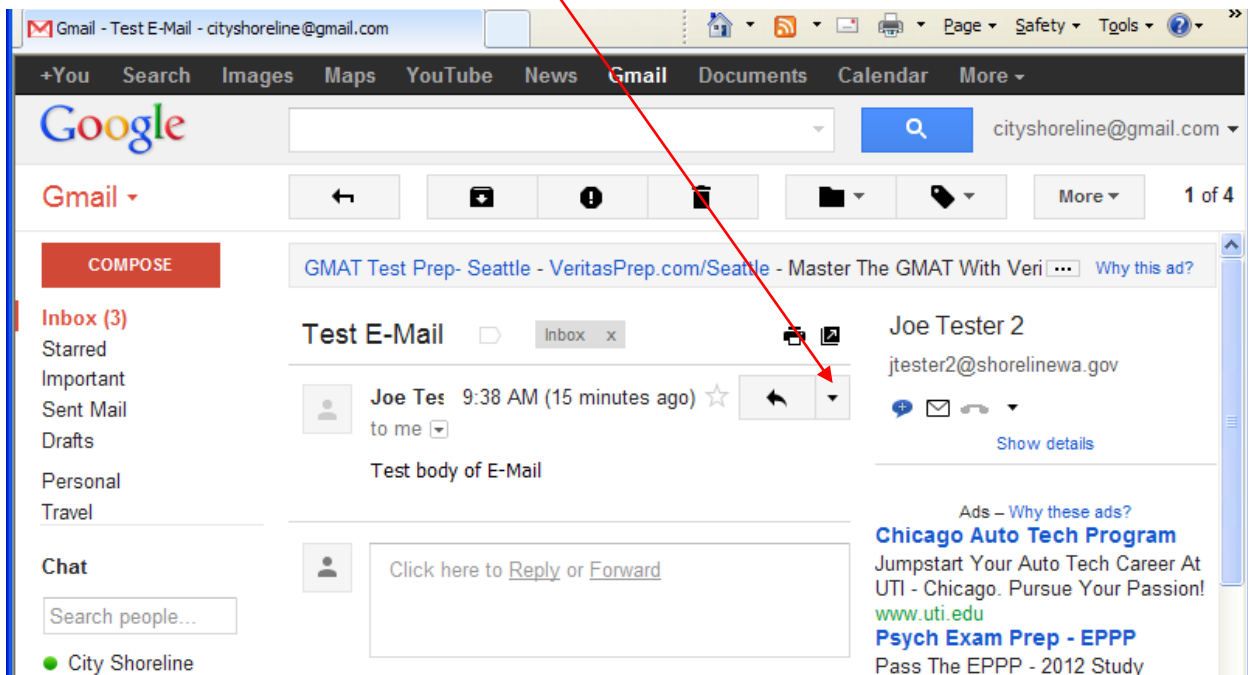 Gmail - Test E-Mail - cityshoreline@gmail.com
Page Safety Tools »
+You Search Images Maps YouTube News Gmail Documents Calendar More
Google
cityshoreline@gmail.com
Gmail
More
1 of 4
COMPOSE
GMAT Test Prep- Seattle - VeritasPrep.com/Seattle - Master The GMAT With Veri ... Why this ad?
Inbox (3)
Starred
Important
Sent Mail
Drafts
Personal
Travel
Chat
Search people...
City Shoreline
Test E-Mail
Inbox x
Joe Tes 9:38 AM (15 minutes ago)
to me
Test body of E-Mail
Click here to Reply or Forward
Joe Tester 2
jtester2@shorelinewa.gov
Show details
Ads – Why these ads?
Chicago Auto Tech Program
Jumpstart Your Auto Tech Career At
UTI - Chicago. Pursue Your Passion!
www.uti.edu
Psych Exam Prep - EPPP
Pass The EPPP - 2012 Study